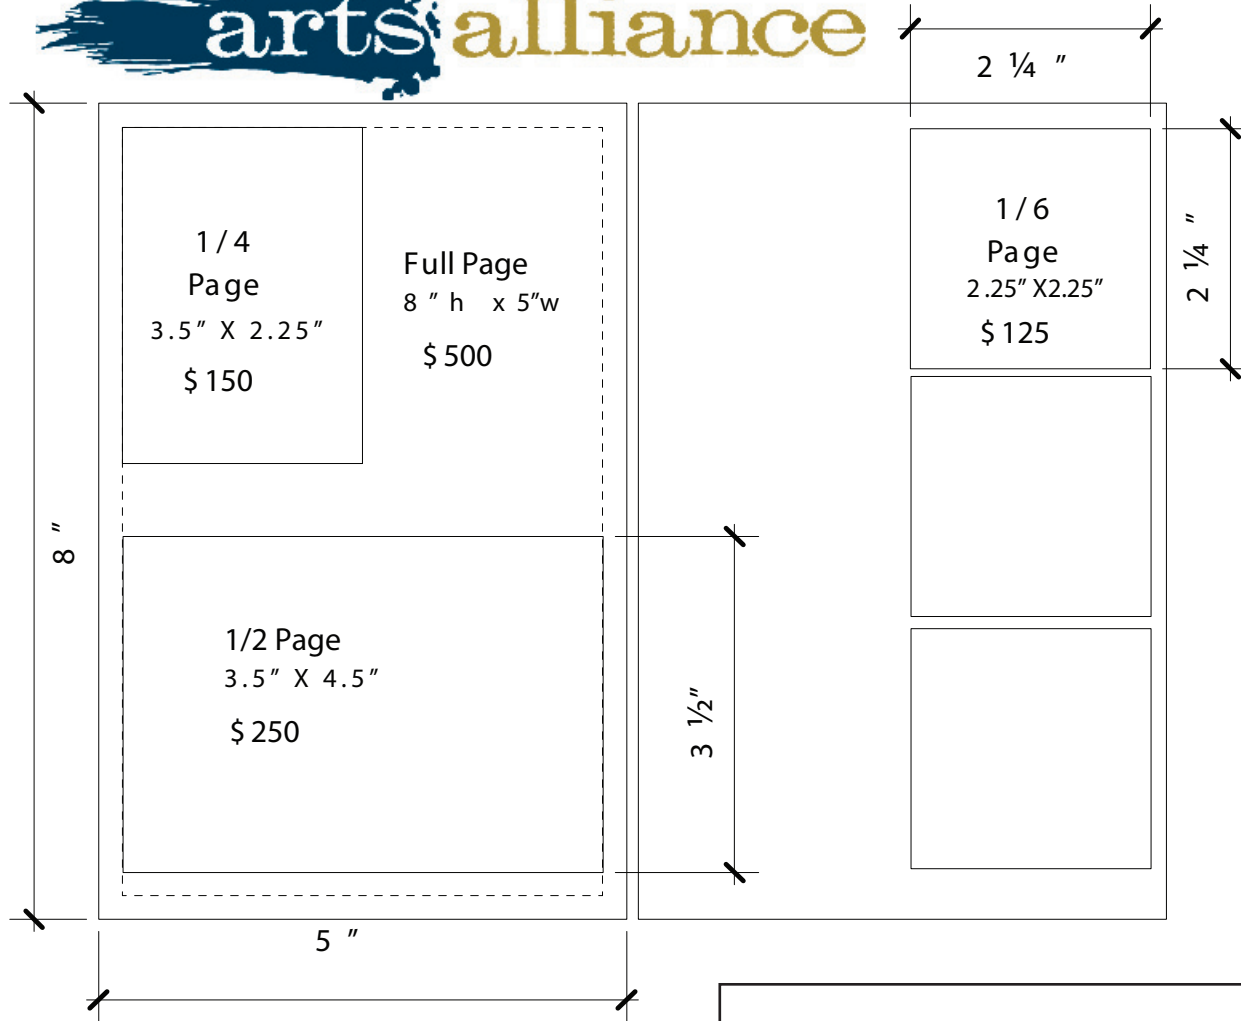 arts alliance
2 ¼ "
1/4
Page
3.5" X 2.25"
$150
Full Page
8 " h x 5"w
$500
1/6
Page
2.25" X2.25"
$125
2 ¼ "
8 "
1/2 Page
3.5" X 4.5"
$250
3 ½"
5 "